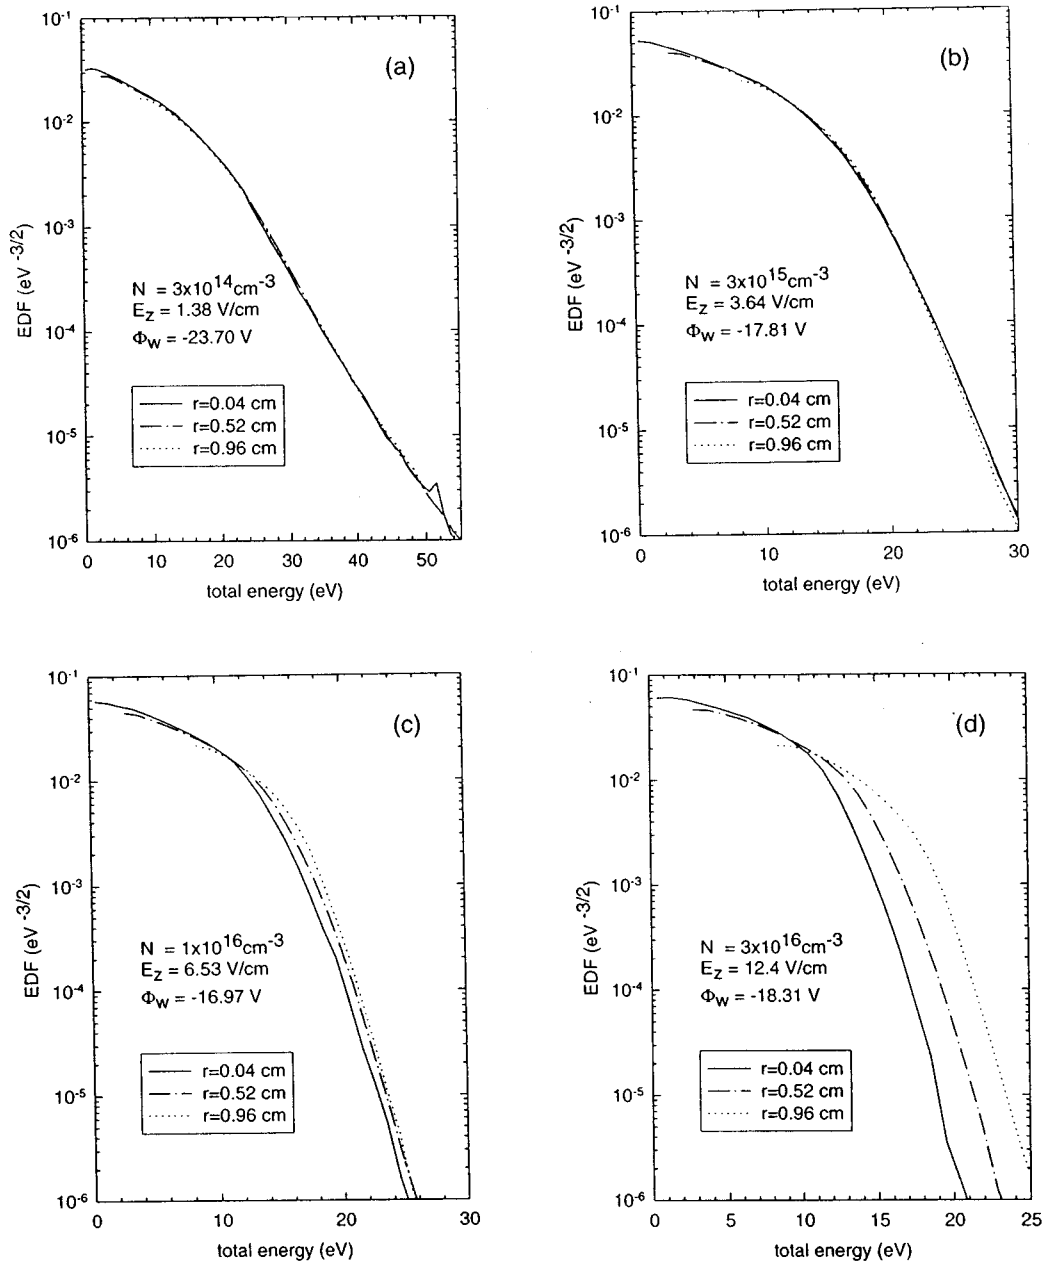 (a)
10-1
10-2
10-3
10-4
10-5
10-6
EDF (eV -3/2)
N = 3x10 14 cm -3
Ez = 1.38 V/cm
Φw = -23.70 V
r=0.04 cm
r=0.52 cm
r=0.96 cm
0 10 20 30 40 50
total energy (eV)
(b)
10-1
10-2
10-3
10-4
10-5
10-6
EDF (eV -3/2)
N = 3x10 15 cm -3
Ez = 3.64 V/cm
Φw = -17.81 V
r=0.04 cm
r=0.52 cm
r=0.96 cm
0 10 20 30
total energy (eV)
(c)
10-1
10-2
10-3
10-4
10-5
10-6
EDF (eV -3/2)
N = 1x10 16 cm -3
Ez = 6.53 V/cm
Φw = -16.97 V
r=0.04 cm
r=0.52 cm
r=0.96 cm
0 10 20 30
total energy (eV)
(d)
10-1
10-2
10-3
10-4
10-5
10-6
EDF (eV -3/2)
N = 3x10 16 cm -3
Ez = 12.4 V/cm
Φw = -18.31 V
r=0.04 cm
r=0.52 cm
r=0.96 cm
0 5 10 15 20 25
total energy (eV)